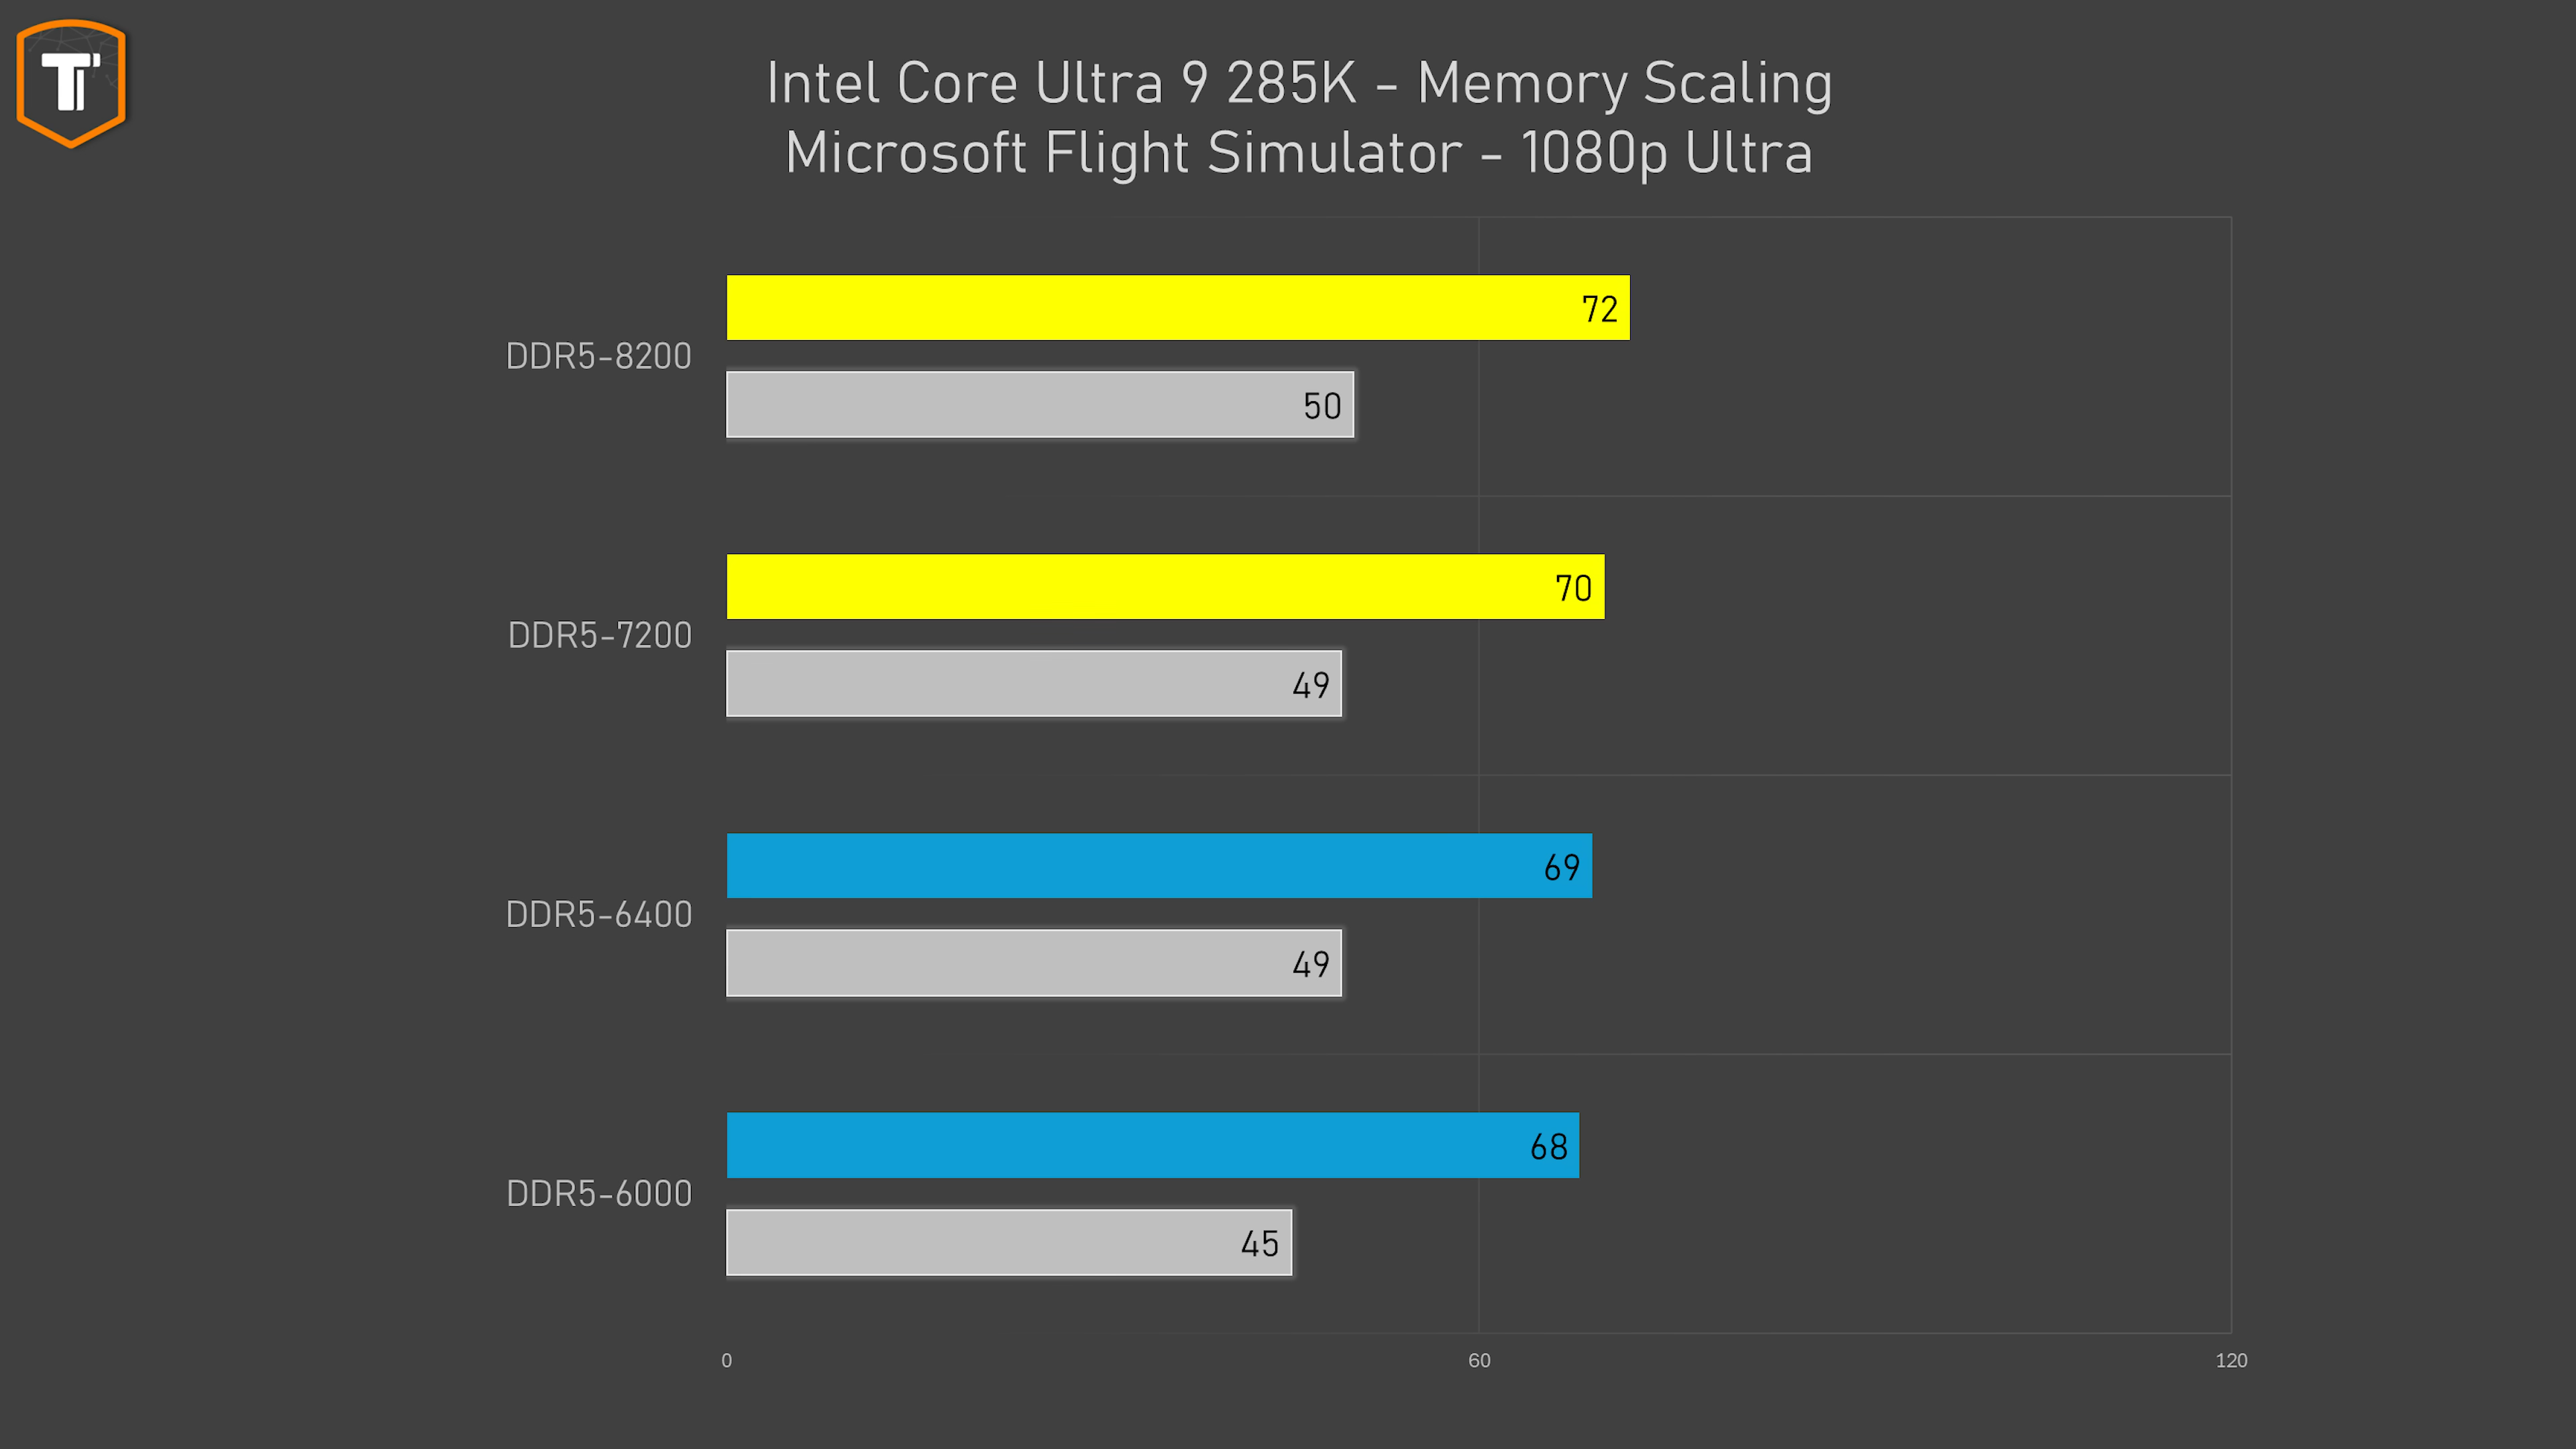 Intel Core Ultra 9 285K - Memory Scaling
Microsoft Flight Simulator - 1080p Ultra
72
DDR5-8200
50
70
DDR5-7200
49
69
DDR5-6400
49
68
DDR5-6000
45
0 60 120